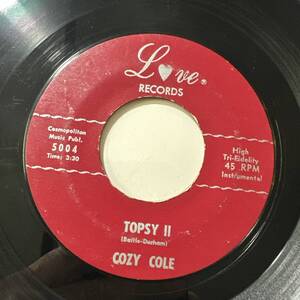 Love®
RECORDS
Cosmopolitan
Music Publ.
5004
Time: 2:30
High
Tri-Fidelity
45 RPM
Instrumental
TOPSY II
(Battle-Durham)
COZY COLE